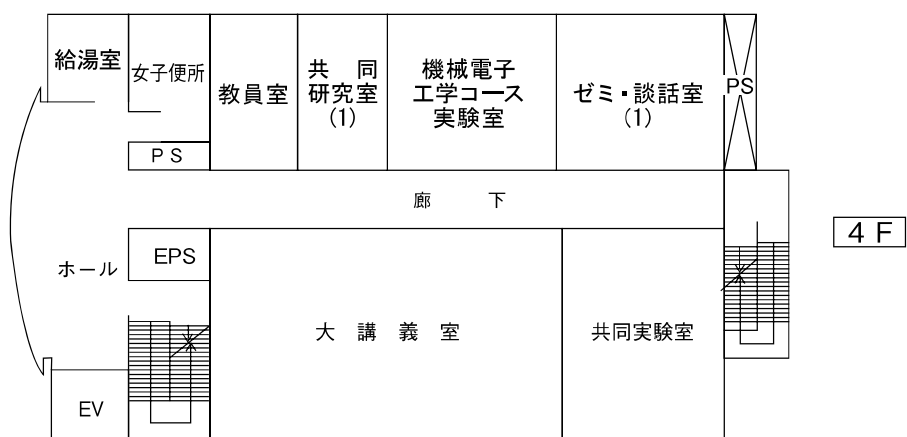 給湯室
女子便所
教員室
共　同
研究室
(1)
機械電子
工学コース
実験室
ゼミ・談話室
(1)
PS
ＰＳ
廊　　下
４Ｆ
ホール
EPS
大　講　義　室
共同実験室
EV